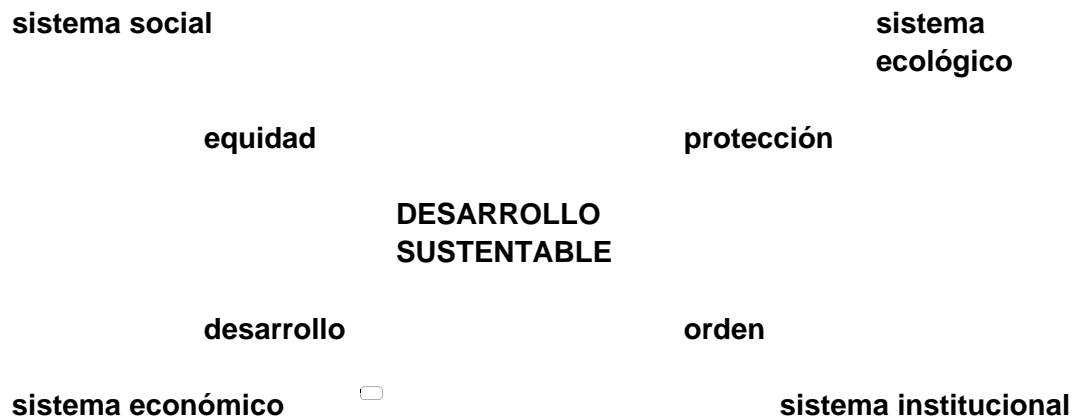 sistema social
sistema
ecológico
equidad
protección
DESARROLLO
SUSTENTABLE
desarrollo
orden
sistema económico
sistema institucional